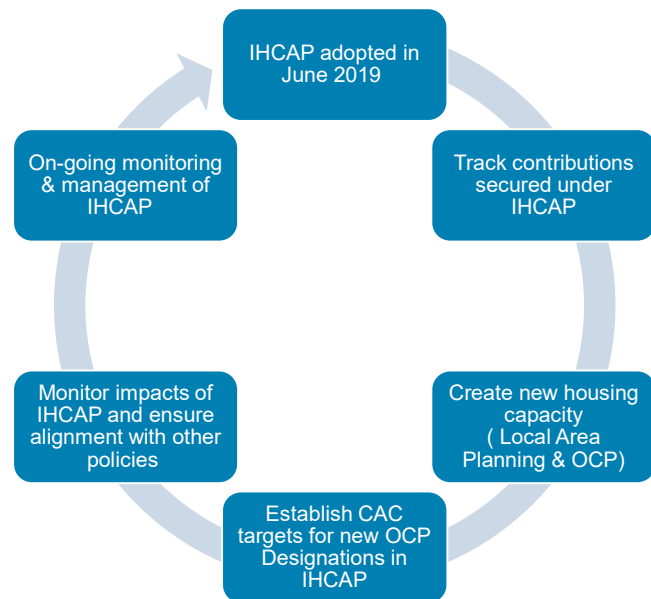 IHCAP adopted in
June 2019
Track contributions
secured under
IHCAP
Create new housing
capacity
( Local Area
Planning & OCP)
Establish CAC
targets for new OCP
Designations in
IHCAP
Monitor impacts of
IHCAP and ensure
alignment with other
policies
On-going monitoring
& management of
IHCAP